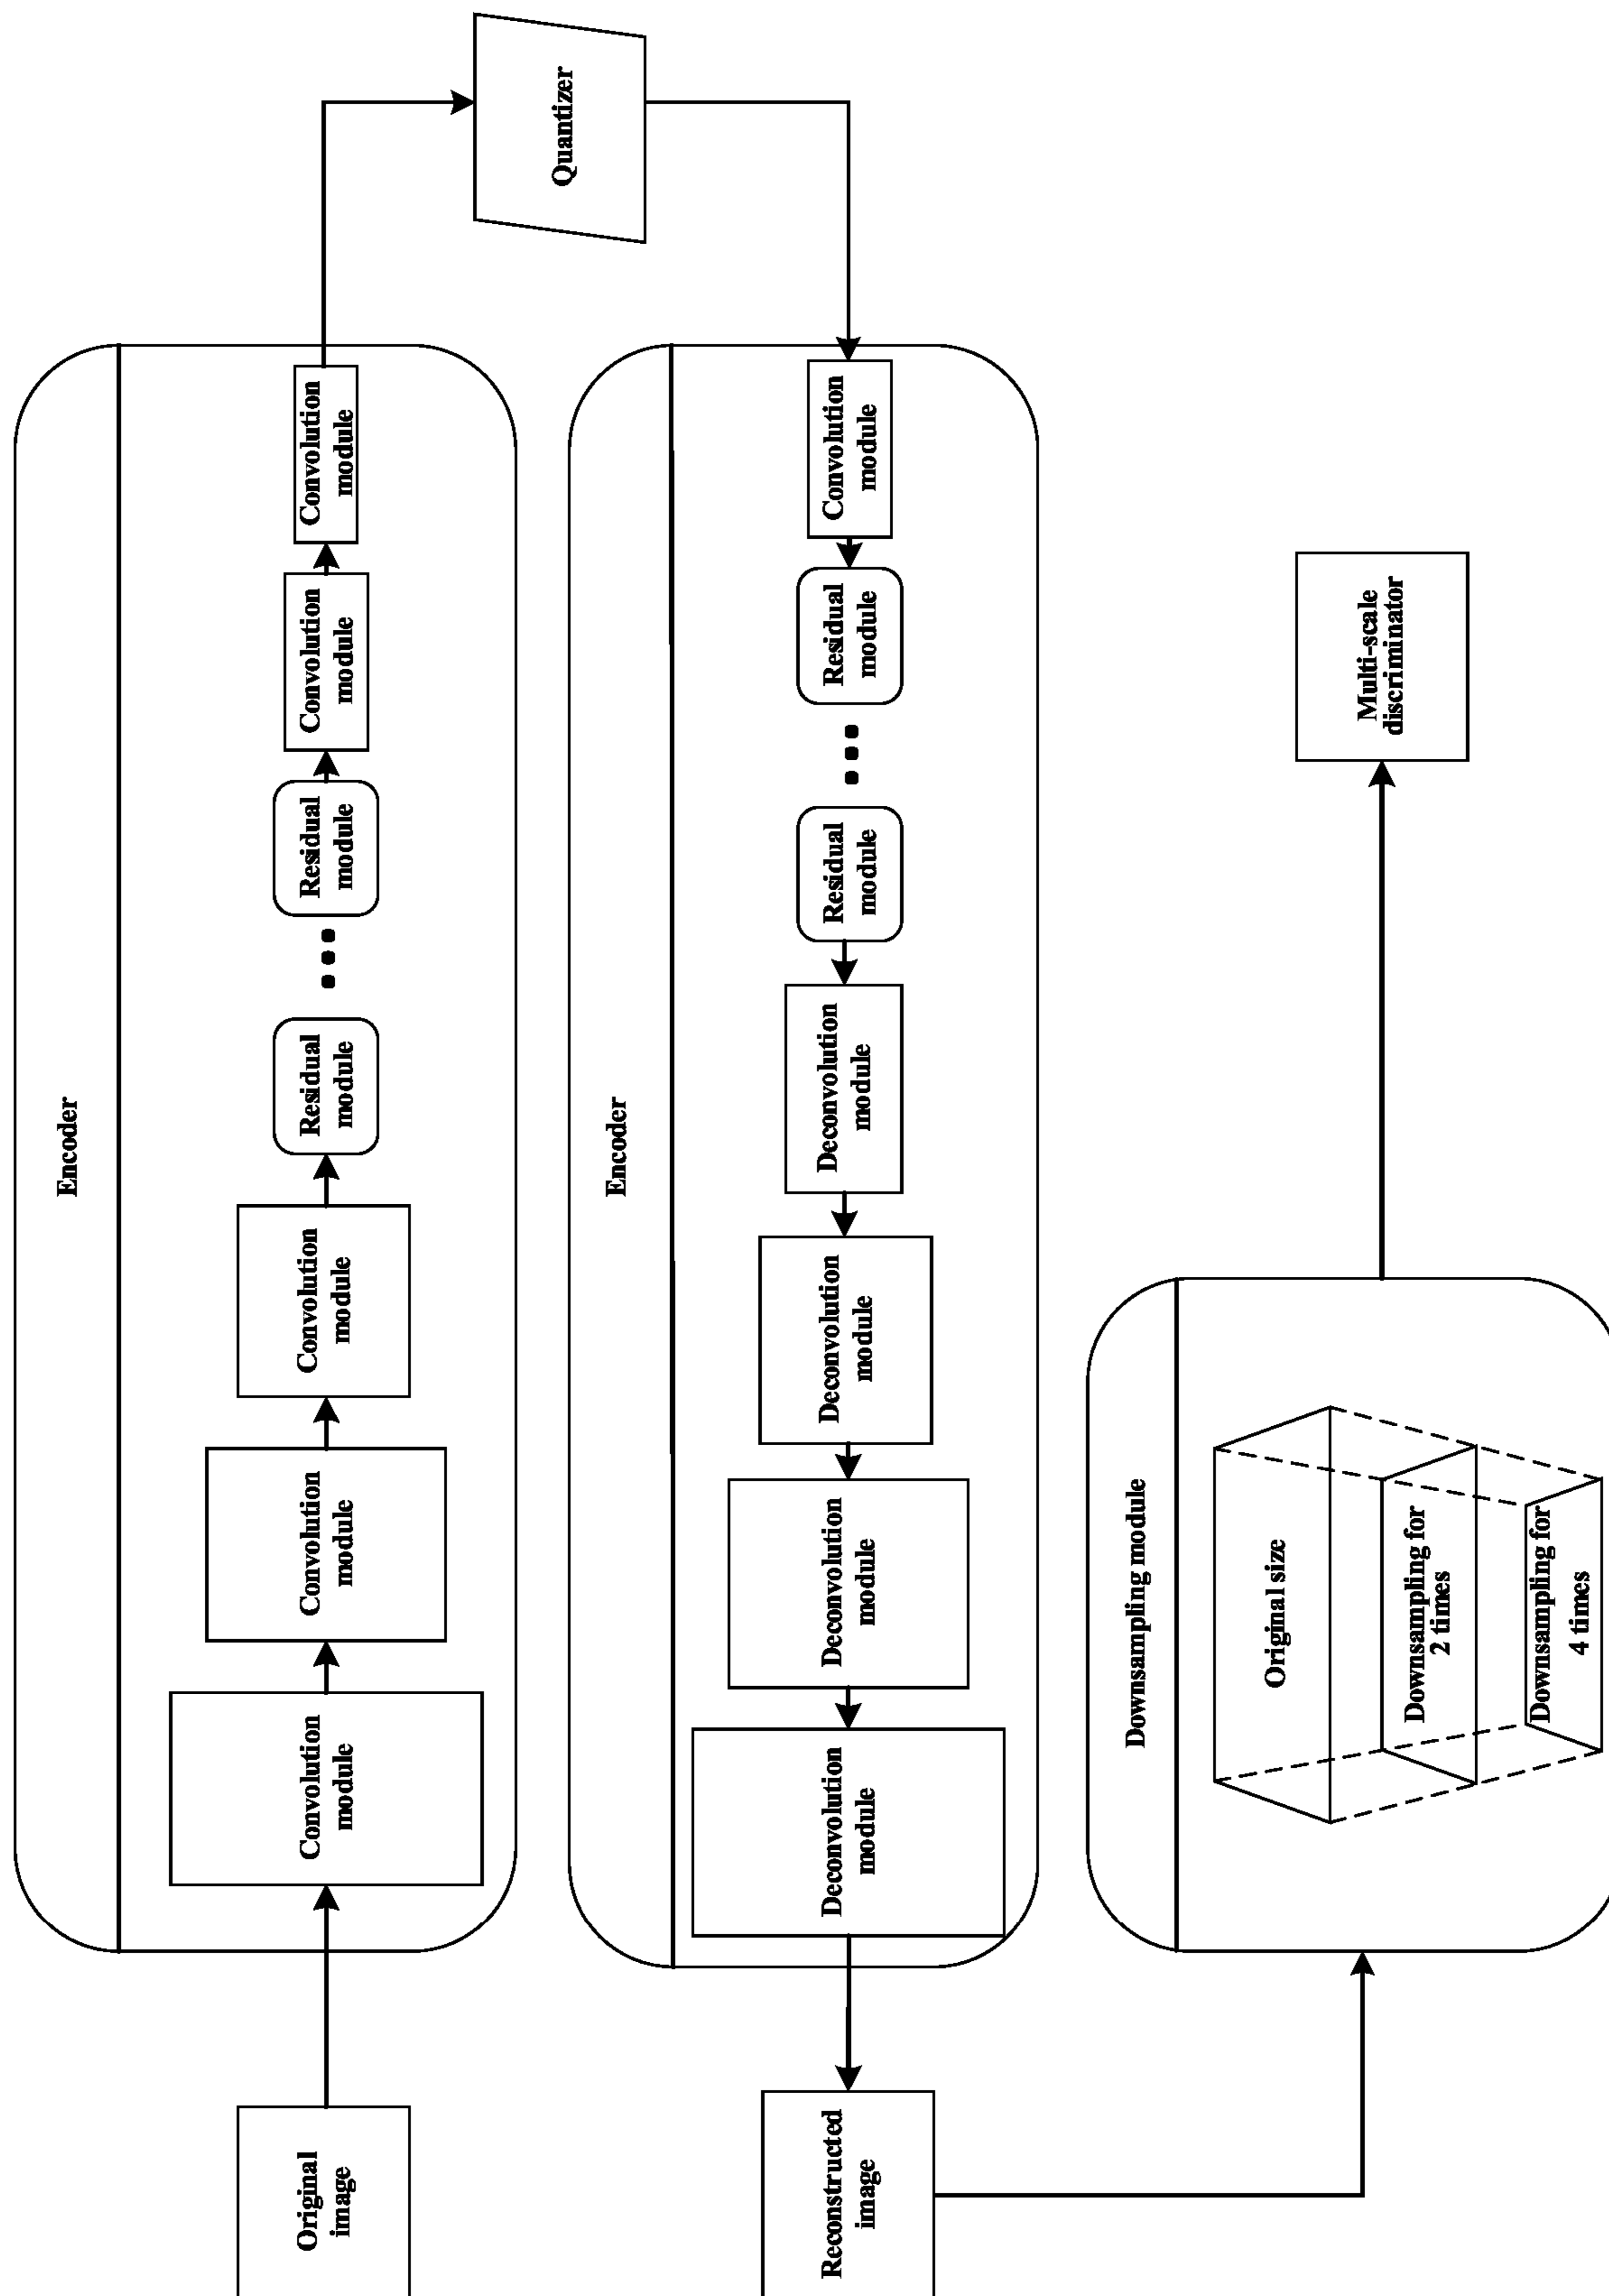 Encoder
Original
image
Convolution
module
Convolution
module
Convolution
module
Residual
module
Residual
module
Convolution
module
Convolution
module
Quantizer
Encoder
Convolution
module
Residual
module
Residual
module
Deconvolution
module
Deconvolution
module
Deconvolution
module
Deconvolution
module
Reconstructed
image
Downsampling module
Original size
Downsampling for
2 times
Downsampling for
4 times
Multi-scale
discriminator